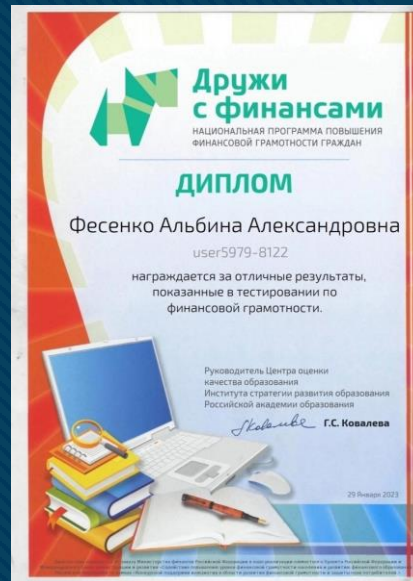 Дружи
с финансами
НАЦИОНАЛЬНАЯ ПРОГРАММА ПОВЫШЕНИЯ
ФИНАНСОВОЙ ГРАМОТНОСТИ ГРАЖДАН
ДИПЛОМ
Фесенко Альбина Александровна
user5979-8122
награждается за отличные результаты,
показанные в тестировании по
финансовой грамотности.
Руководитель Центра оценки
качества образования
Института стратегии развития образования
Российской академии образования
Г.С. Ковалева
29 Января 2023